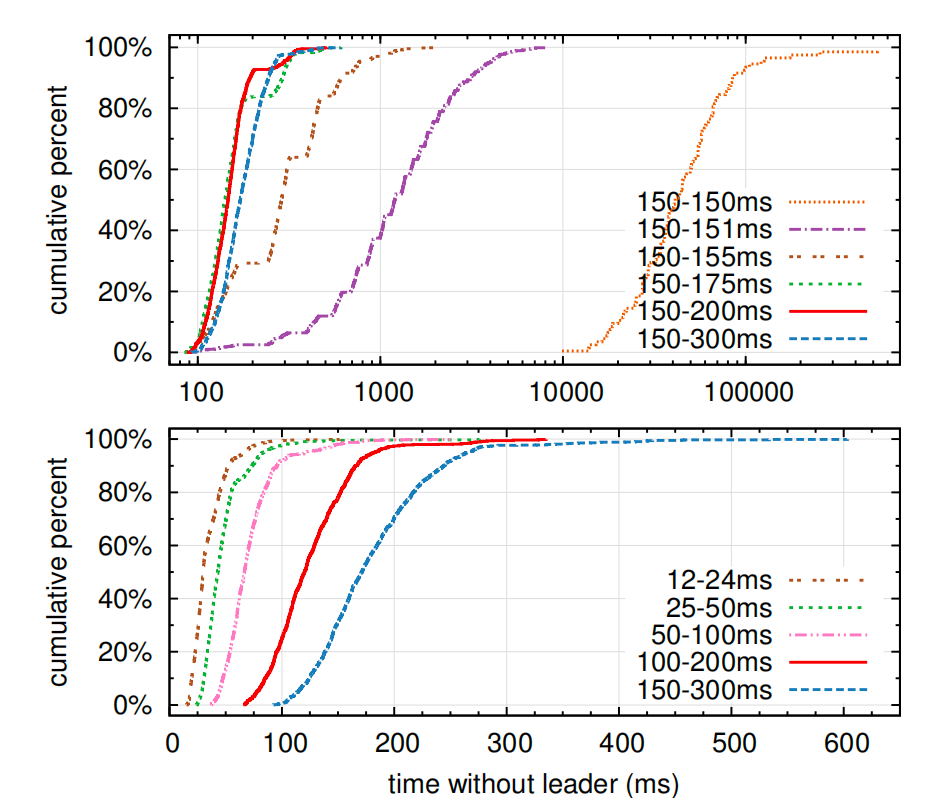 100%
80%
60%
40%
20%
0%
cumulative percent
150-150ms
150-151ms
150-155ms
150-175ms
150-200ms
150-300ms
100 1000 10000 100000
100%
80%
60%
40%
20%
0%
cumulative percent
12-24ms
25-50ms
50-100ms
100-200ms
150-300ms
0 100 200 300 400 500 600
time without leader (ms)